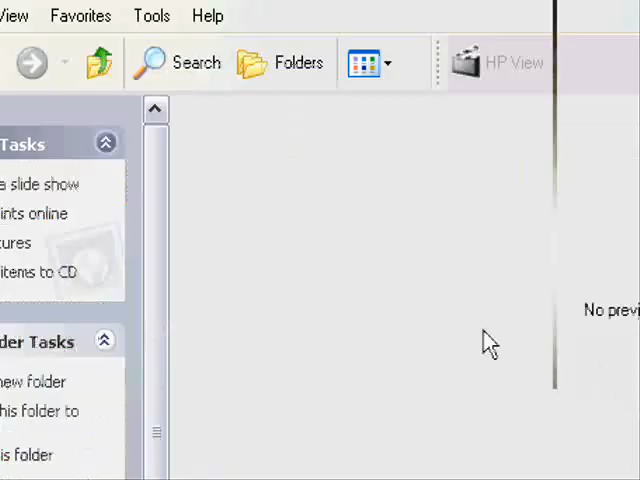 View Favorites Tools Help
Search Folders HP View
Tasks
a slide show
ints online
tures
items to CD
No previ
der Tasks
new folder
his folder to
is folder